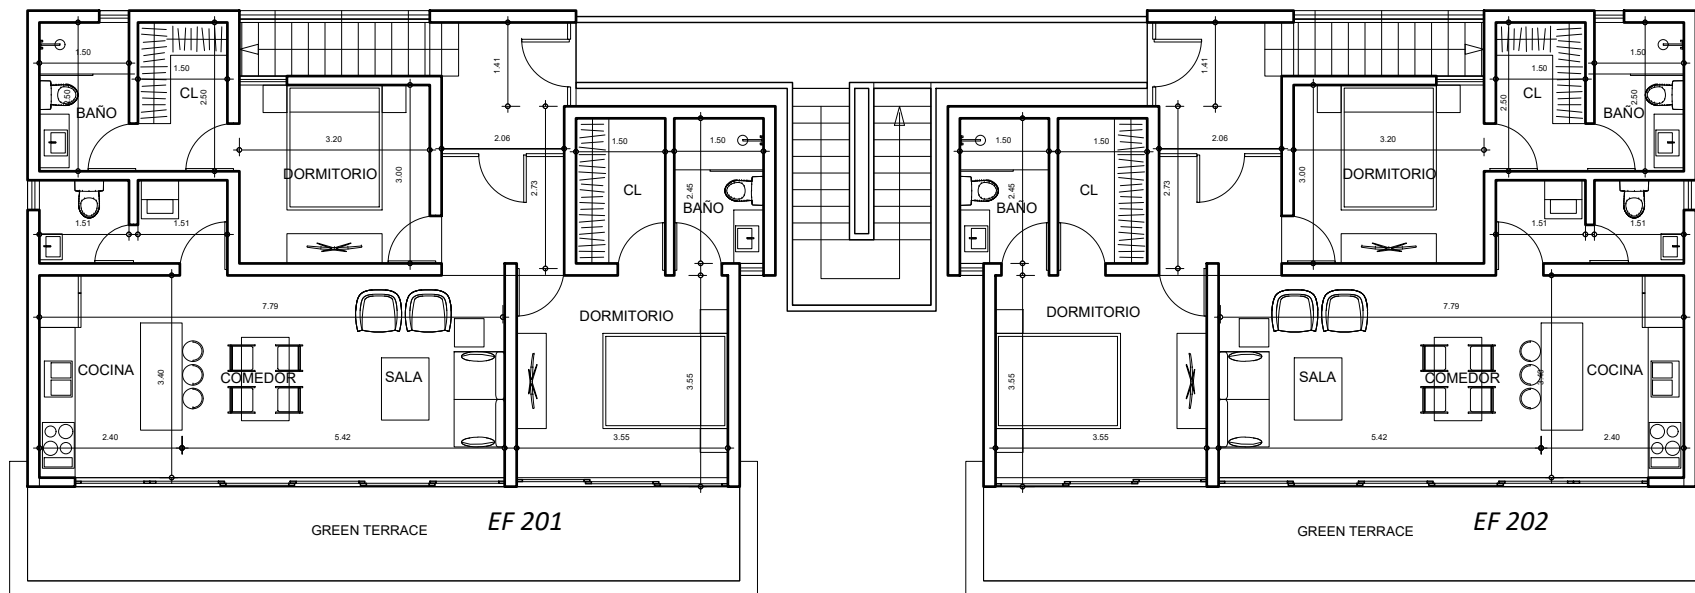 1.50
1.50
CL
2.50
2.50
BAÑO
1.41
3.20
2.06
DORMITORIO
3.00
2.73
1.50
1.50
CL
2.45
BAÑO
1.51
1.51
7.79
DORMITORIO
COCINA
COMEDOR
SALA
3.40
3.55
2.40
5.42
3.55
GREEN TERRACE
EF 201
1.41
1.50
1.50
CL
2.50
2.50
BAÑO
2.06
3.20
DORMITORIO
3.00
2.73
1.50
1.50
2.45
BAÑO
CL
1.51
1.51
7.79
DORMITORIO
SALA
COMEDOR
COCINA
3.40
3.55
3.55
5.42
2.40
GREEN TERRACE
EF 202